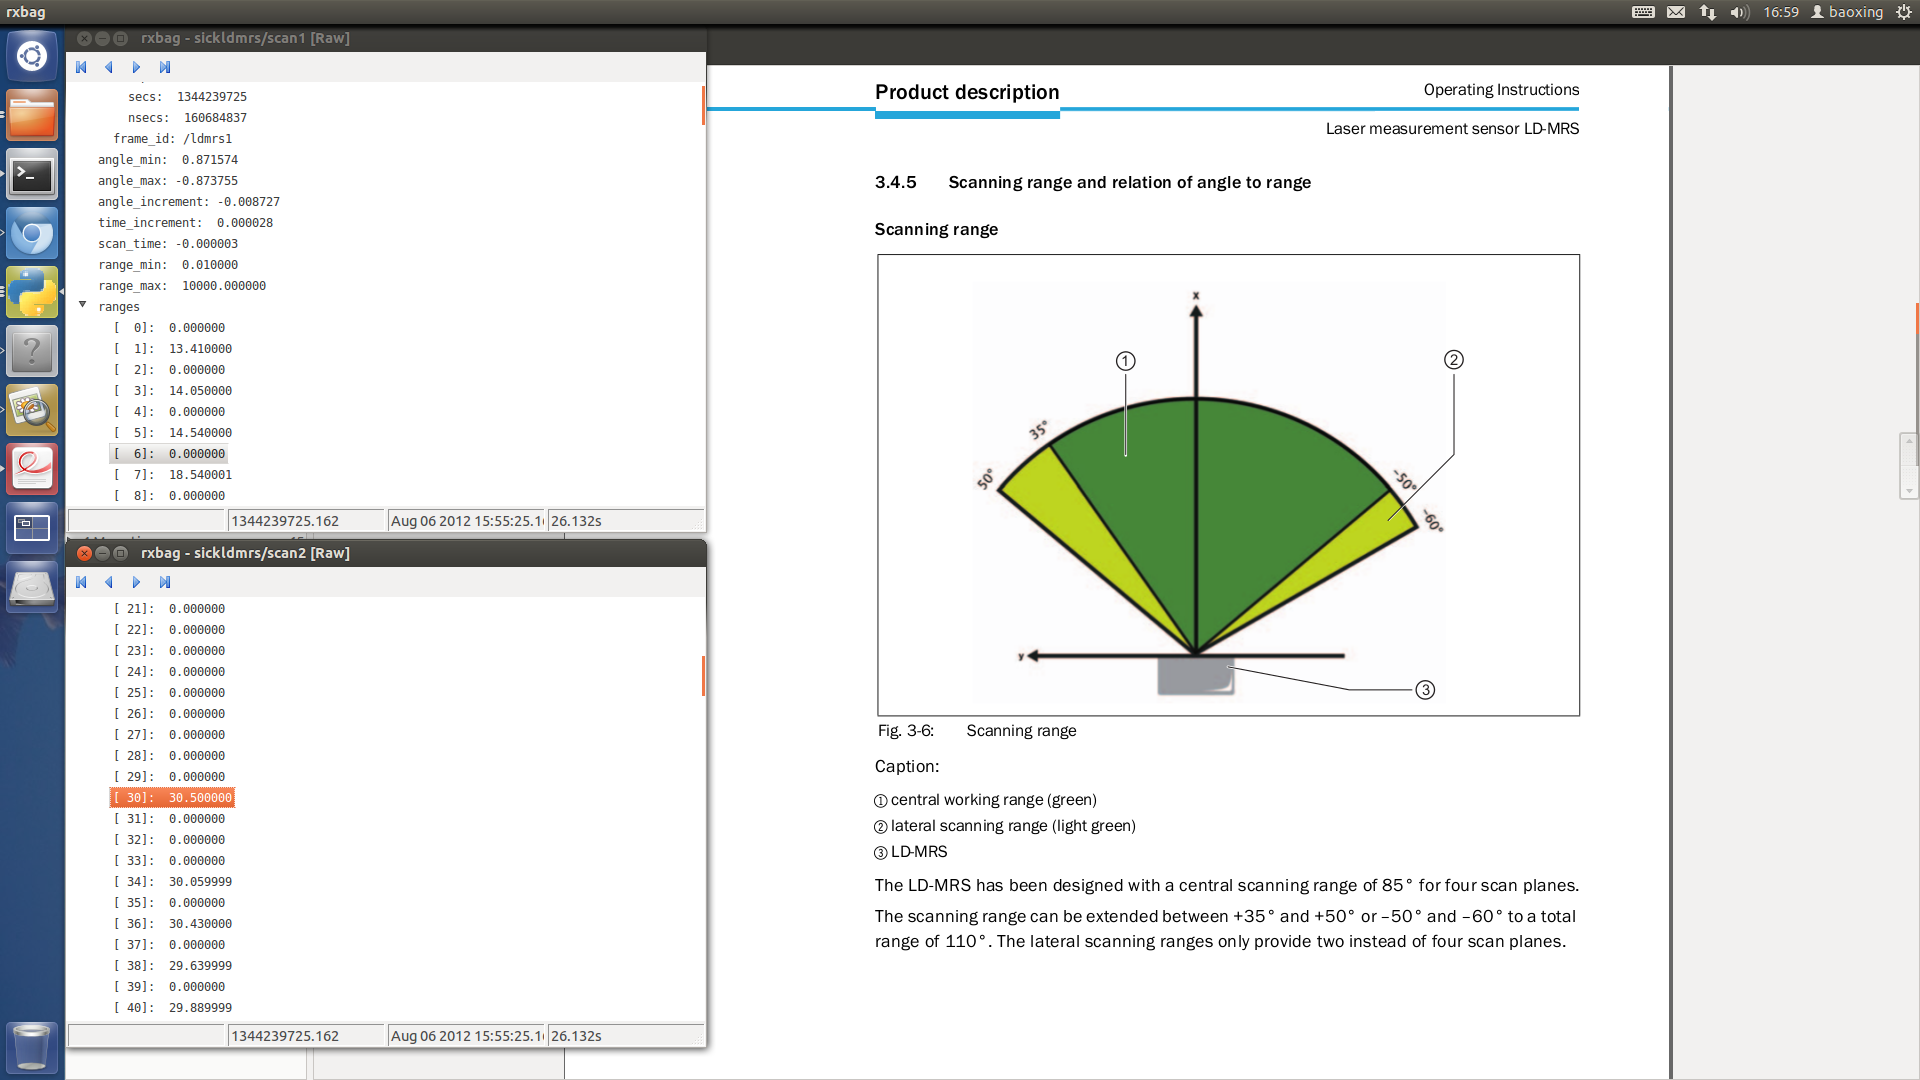 rxbag
16:59
baoxing
rxbag - sickldmrs/scan1 [Raw]
secs: 1344239725
nsecs: 160684837
frame_id: /ldmrs1
angle_min: 0.871574
angle_max: -0.873755
angle_increment: -0.008727
time_increment: 0.000028
scan_time: -0.000003
range_min: 0.010000
range_max: 10000.000000
ranges
[ 0]: 0.000000
[ 1]: 13.410000
[ 2]: 0.000000
[ 3]: 14.050000
[ 4]: 0.000000
[ 5]: 14.540000
[ 6]: 0.000000
[ 7]: 18.540001
[ 8]: 0.000000
1344239725.162
Aug 06 2012 15:55:25.1
26.132s
rxbag - sickldmrs/scan2 [Raw]
[ 21]: 0.000000
[ 22]: 0.000000
[ 23]: 0.000000
[ 24]: 0.000000
[ 25]: 0.000000
[ 26]: 0.000000
[ 27]: 0.000000
[ 28]: 0.000000
[ 29]: 0.000000
[ 30]: 30.500000
[ 31]: 0.000000
[ 32]: 0.000000
[ 33]: 0.000000
[ 34]: 30.059999
[ 35]: 0.000000
[ 36]: 30.430000
[ 37]: 0.000000
[ 38]: 29.639999
[ 39]: 0.000000
[ 40]: 29.889999
1344239725.162
Aug 06 2012 15:55:25.1
26.132s
Product description
Operating Instructions
Laser measurement sensor LD-MRS
3.4.5 Scanning range and relation of angle to range
Scanning range
x
①
②
35°
50°
-50°
-60°
y
③
Fig. 3-6: Scanning range
Caption:
① central working range (green)
② lateral scanning range (light green)
③ LD-MRS
The LD-MRS has been designed with a central scanning range of 85° for four scan planes.
The scanning range can be extended between +35° and +50° or –50° and –60° to a total
range of 110°. The lateral scanning ranges only provide two instead of four scan planes.